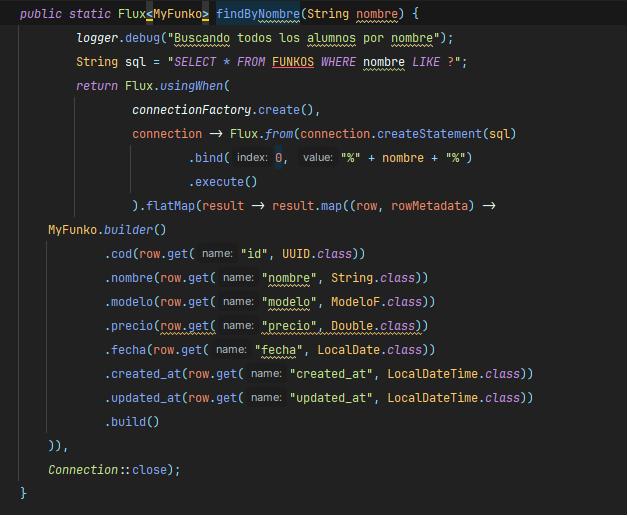 public static Flux<MyFunko> findByNombre(String nombre) {
logger.debug("Buscando todos los alumnos por nombre");
String sql = "SELECT * FROM FUNKOS WHERE nombre LIKE ?";
return Flux.usingWhen(
connectionFactory.create(),
connection -> Flux.from(connection.createStatement(sql)
.bind( index: 0, value: "%" + nombre + "%")
.execute()
).flatMap(result -> result.map((row, rowMetadata) ->
MyFunko.builder()
.cod(row.get( name: "id", UUID.class))
.nombre(row.get( name: "nombre", String.class))
.modelo(row.get( name: "modelo", ModeloF.class))
.precio(row.get( name: "precio", Double.class))
.fecha(row.get( name: "fecha", LocalDate.class))
.created_at(row.get( name: "created_at", LocalDateTime.class))
.updated_at(row.get( name: "updated_at", LocalDateTime.class))
.build()
)),
Connection::close);
}